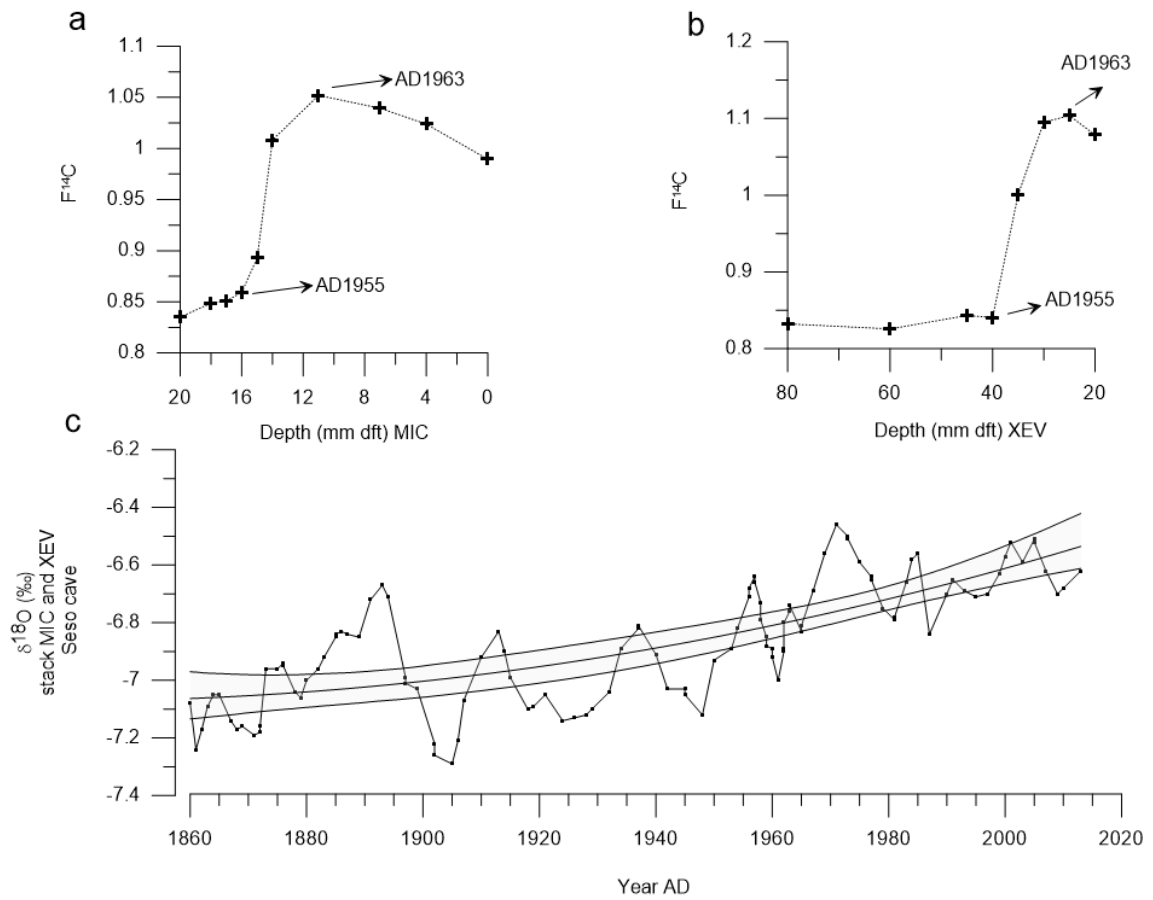 a
1.1
1.05
1
0.95
0.9
0.85
0.8
F¹⁴C
AD1963
AD1955
20 16 12 8 4 0
Depth (mm dft) MIC
b
1.2
1.1
1
0.9
0.8
F¹⁴C
AD1963
AD1955
80 60 40 20
Depth (mm dft) XEV
c
-6.2
-6.4
-6.6
-6.8
-7
-7.2
-7.4
δ¹⁸O (‰)
stack MIC and XEV
Seso cave
1860 1880 1900 1920 1940 1960 1980 2000 2020
Year AD